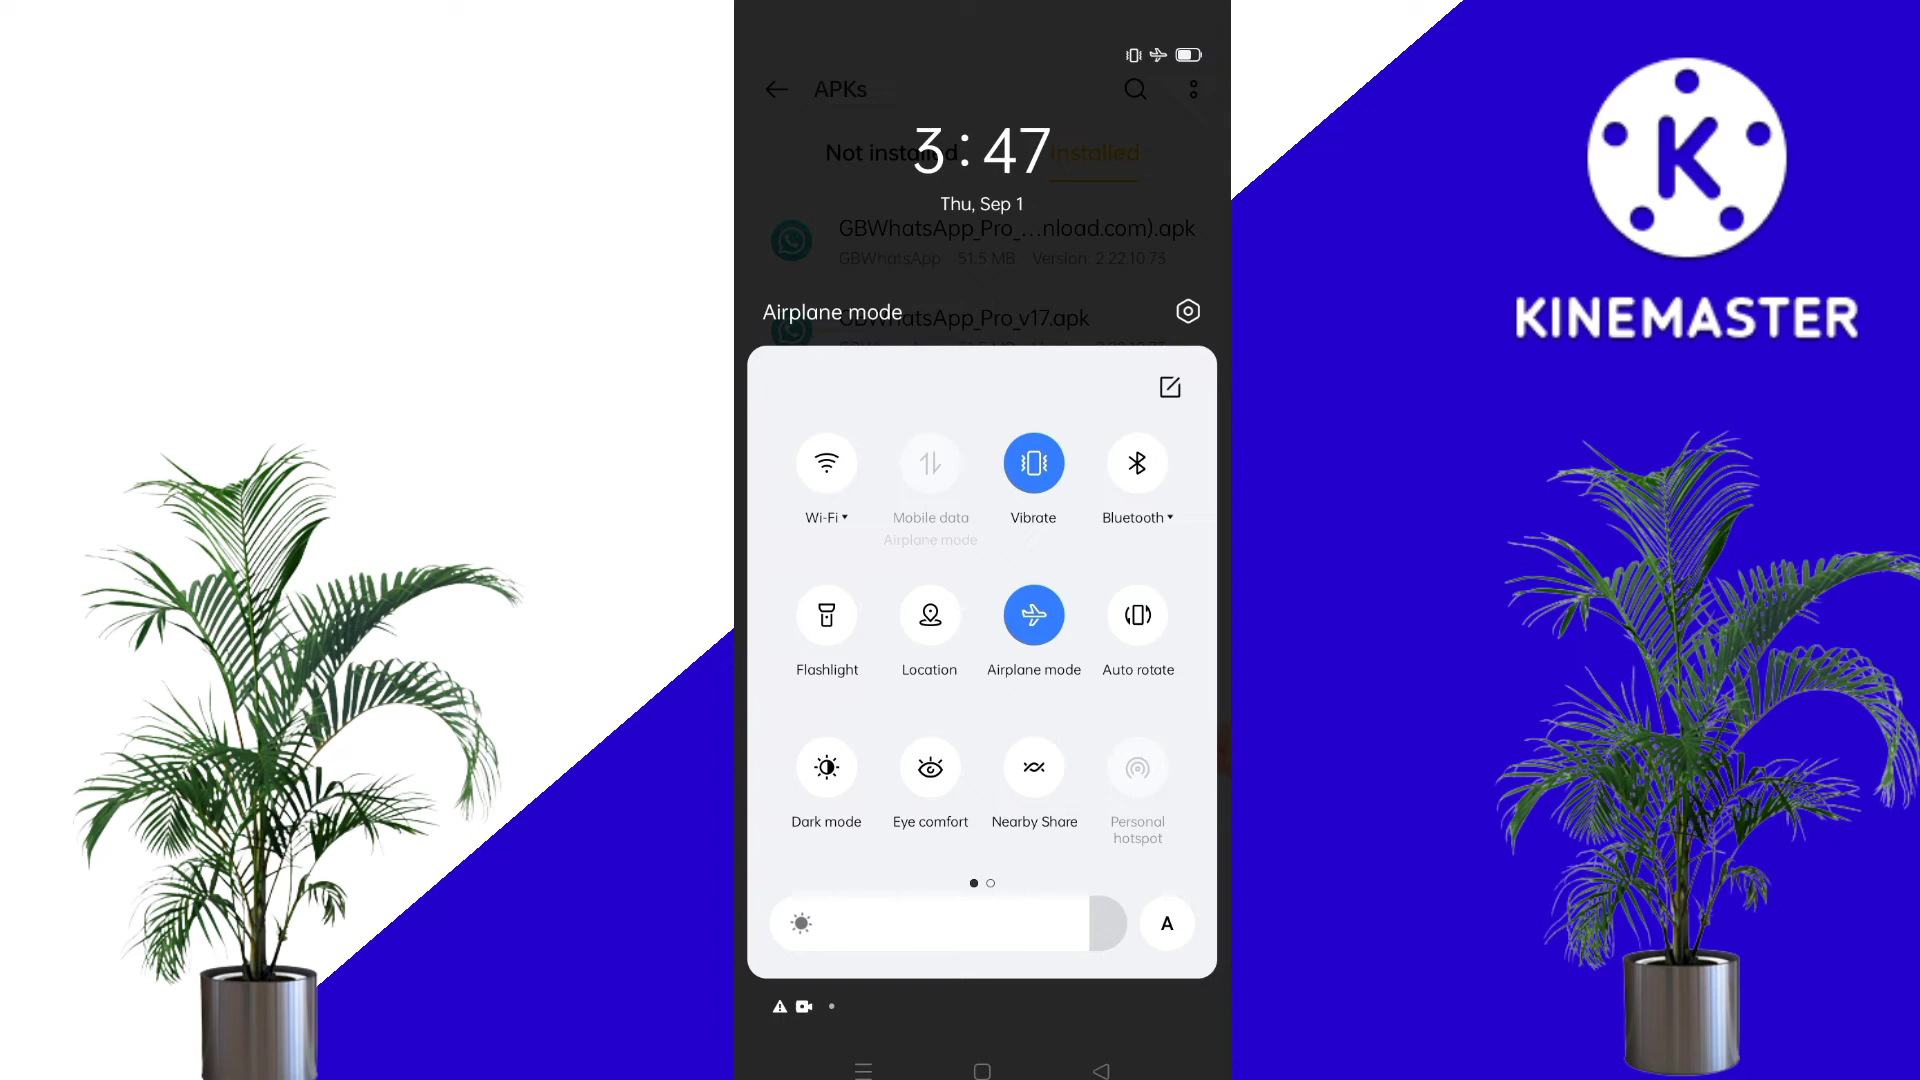 APKs
3:47
Not installed
Installed
Thu, Sep 1
GBWhatsApp_Pro_...nload.com).apk
GBWhatsApp 51.5 MB Version: 2.22.10.73
Airplane mode
GBWhatsApp_Pro_v17.apk
Wi-Fi
Mobile data
Airplane mode
Vibrate
Bluetooth
Flashlight
Location
Airplane mode
Auto rotate
Dark mode
Eye comfort
Nearby Share
Personal
hotspot
A
K
KINEMASTER